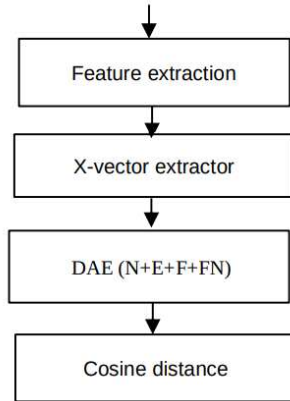 Feature extraction
X-vector extractor
DAE (N+E+F+FN)
Cosine distance